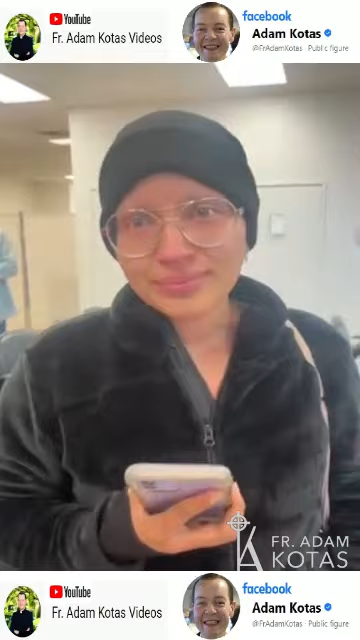 YouTube
Fr. Adam Kotas Videos
facebook
Adam Kotas
@FrAdamKotas · Public figure
FR. ADAM
KOTAS
YouTube
Fr. Adam Kotas Videos
facebook
Adam Kotas
@FrAdamKotas · Public figure